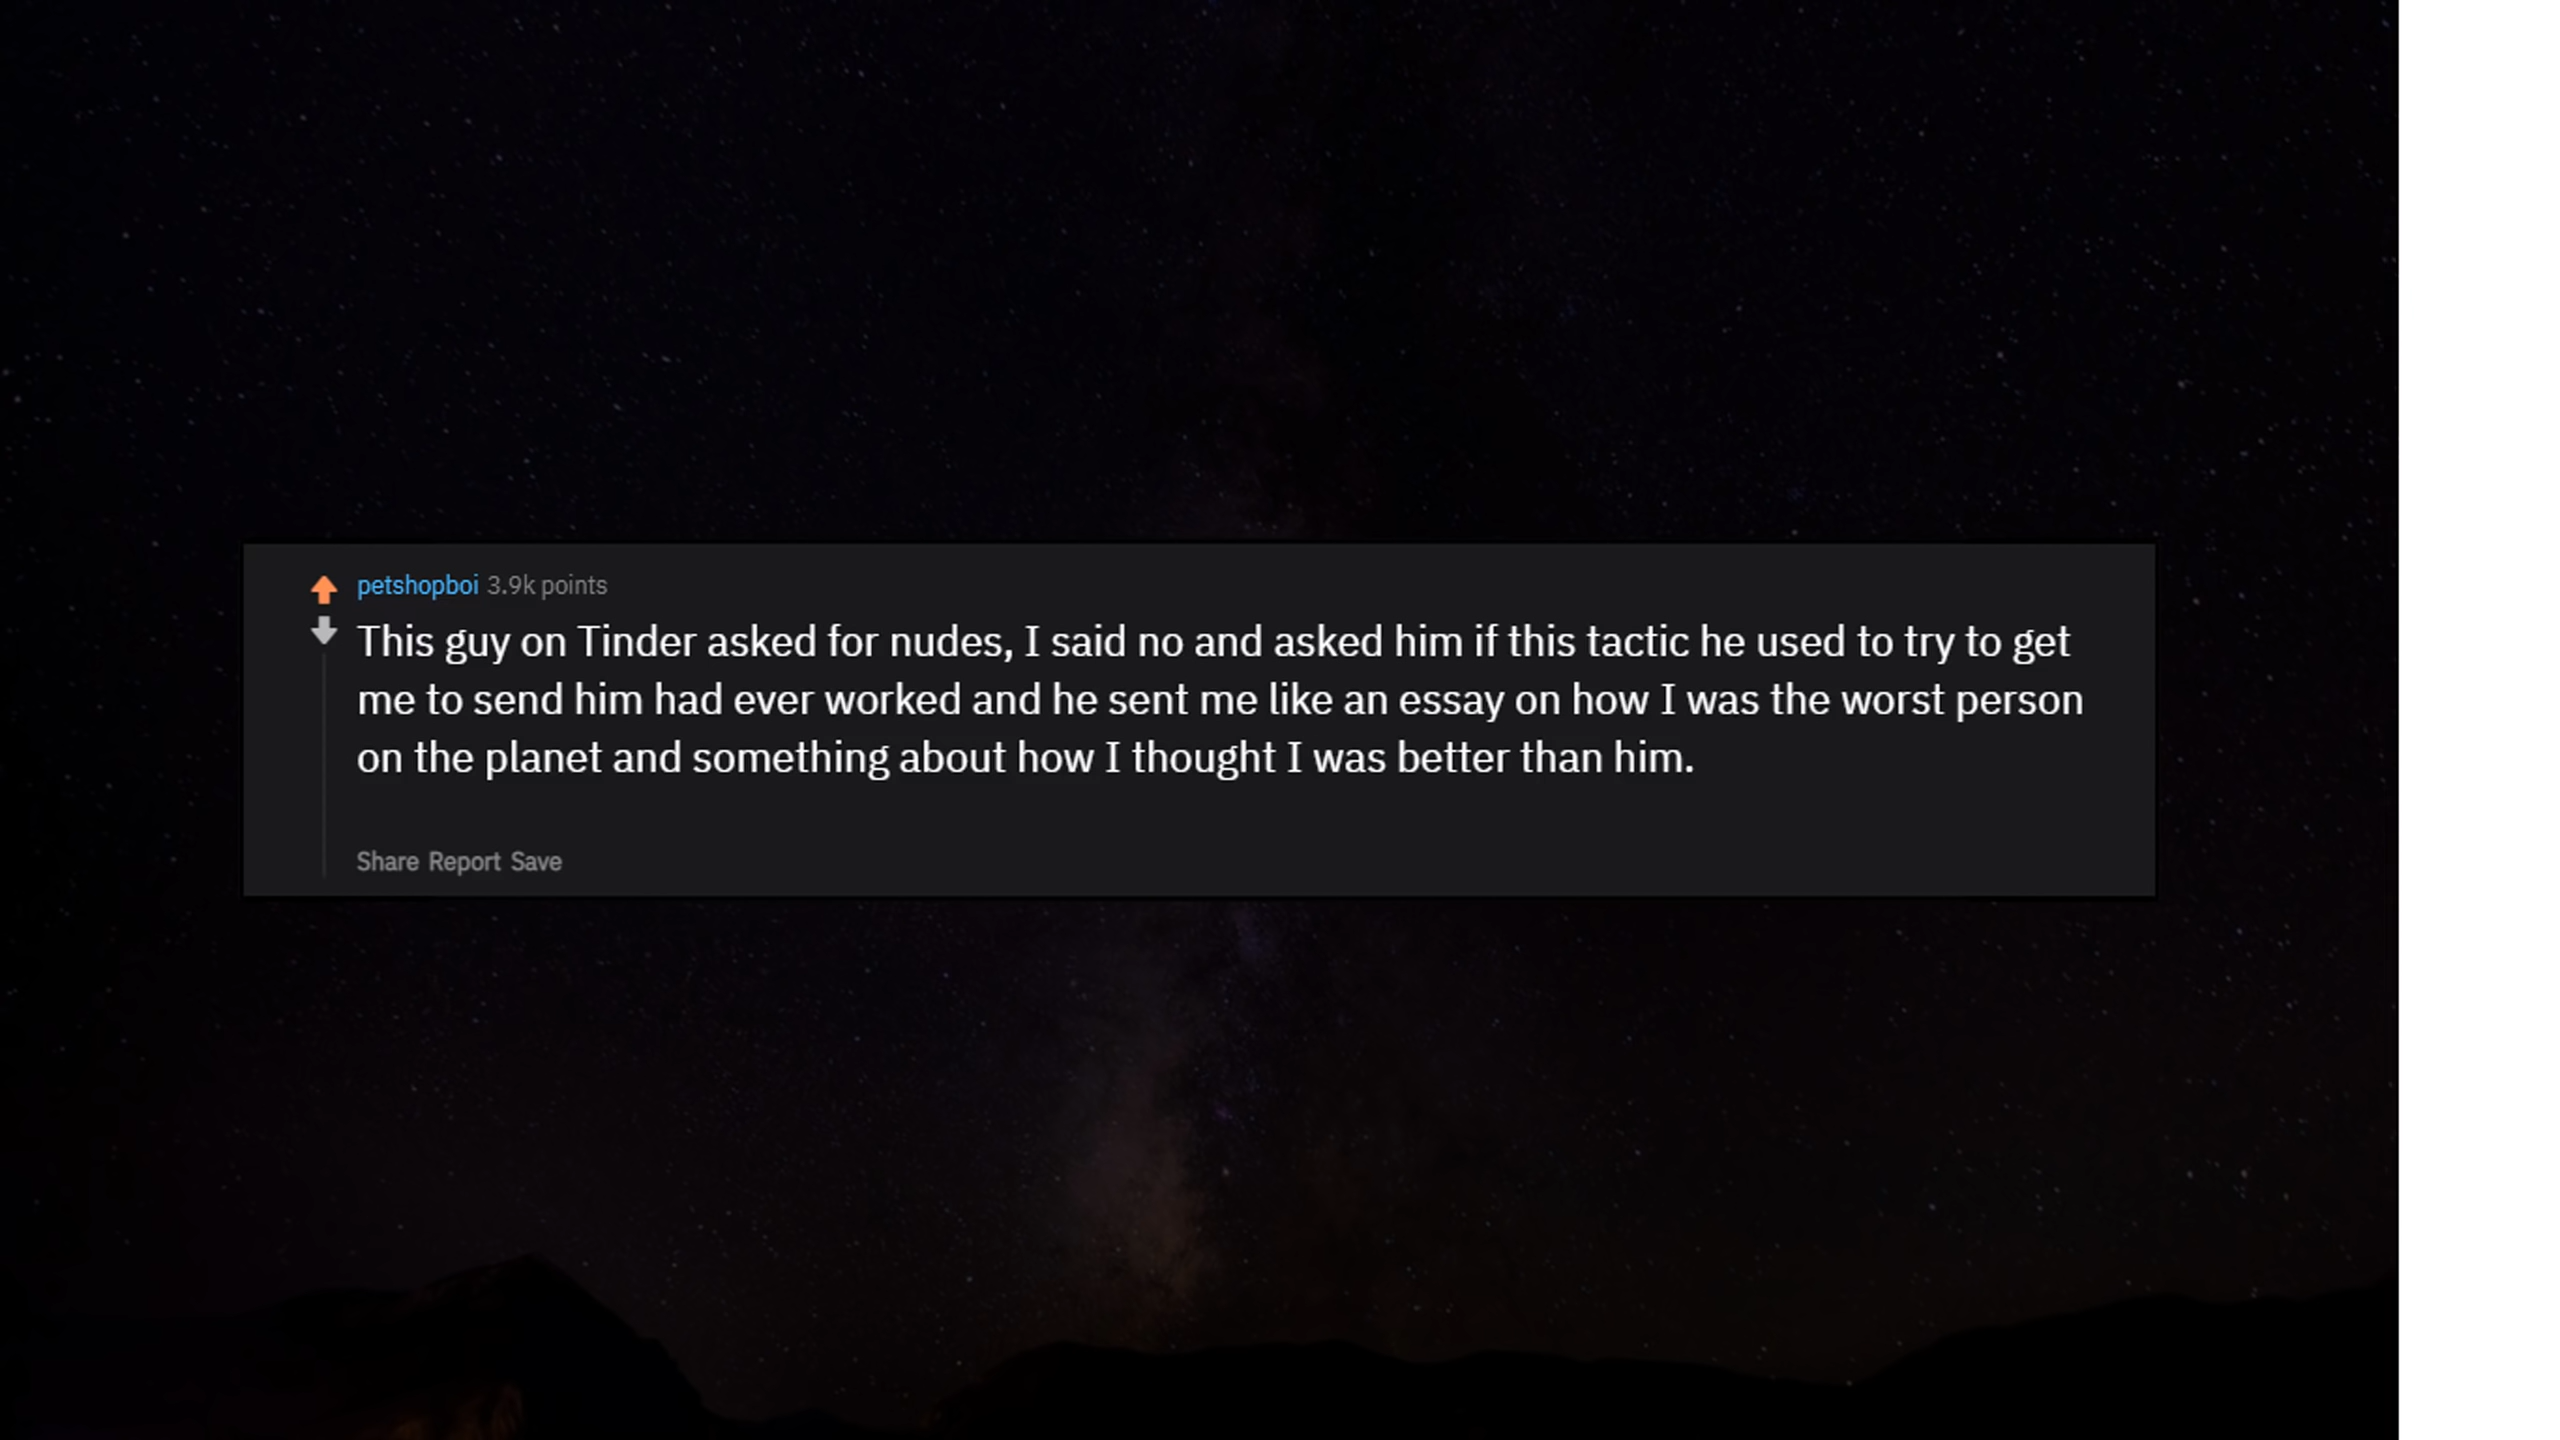 petshopboi 3.9k points
This guy on Tinder asked for nudes, I said no and asked him if this tactic he used to try to get
me to send him had ever worked and he sent me like an essay on how I was the worst person
on the planet and something about how I thought I was better than him.
Share Report Save